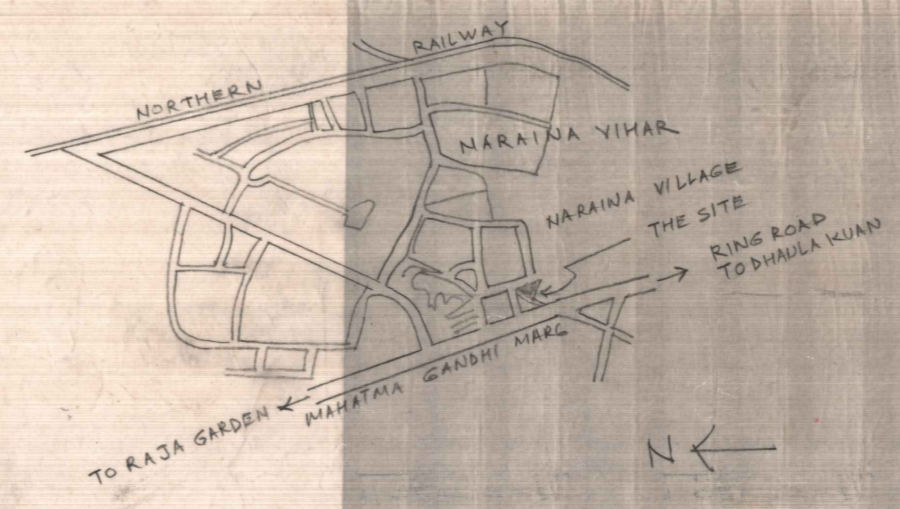 NORTHERN RAILWAY
NARAINA VIHAR
NARAINA VILLAGE
THE SITE
RING ROAD
TO DHAULA KUAN
MAHATMA GANDHI MARG
TO RAJA GARDEN
N